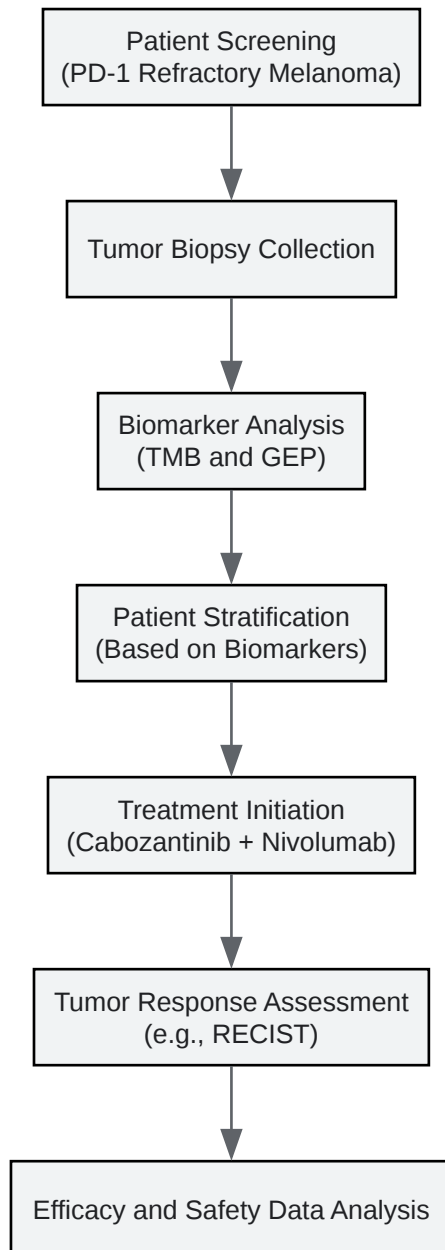 Patient Screening
(PD-1 Refractory Melanoma)
Tumor Biopsy Collection
Biomarker Analysis
(TMB and GEP)
Patient Stratification
(Based on Biomarkers)
Treatment Initiation
(Cabozantinib + Nivolumab)
Tumor Response Assessment
(e.g., RECIST)
Efficacy and Safety Data Analysis